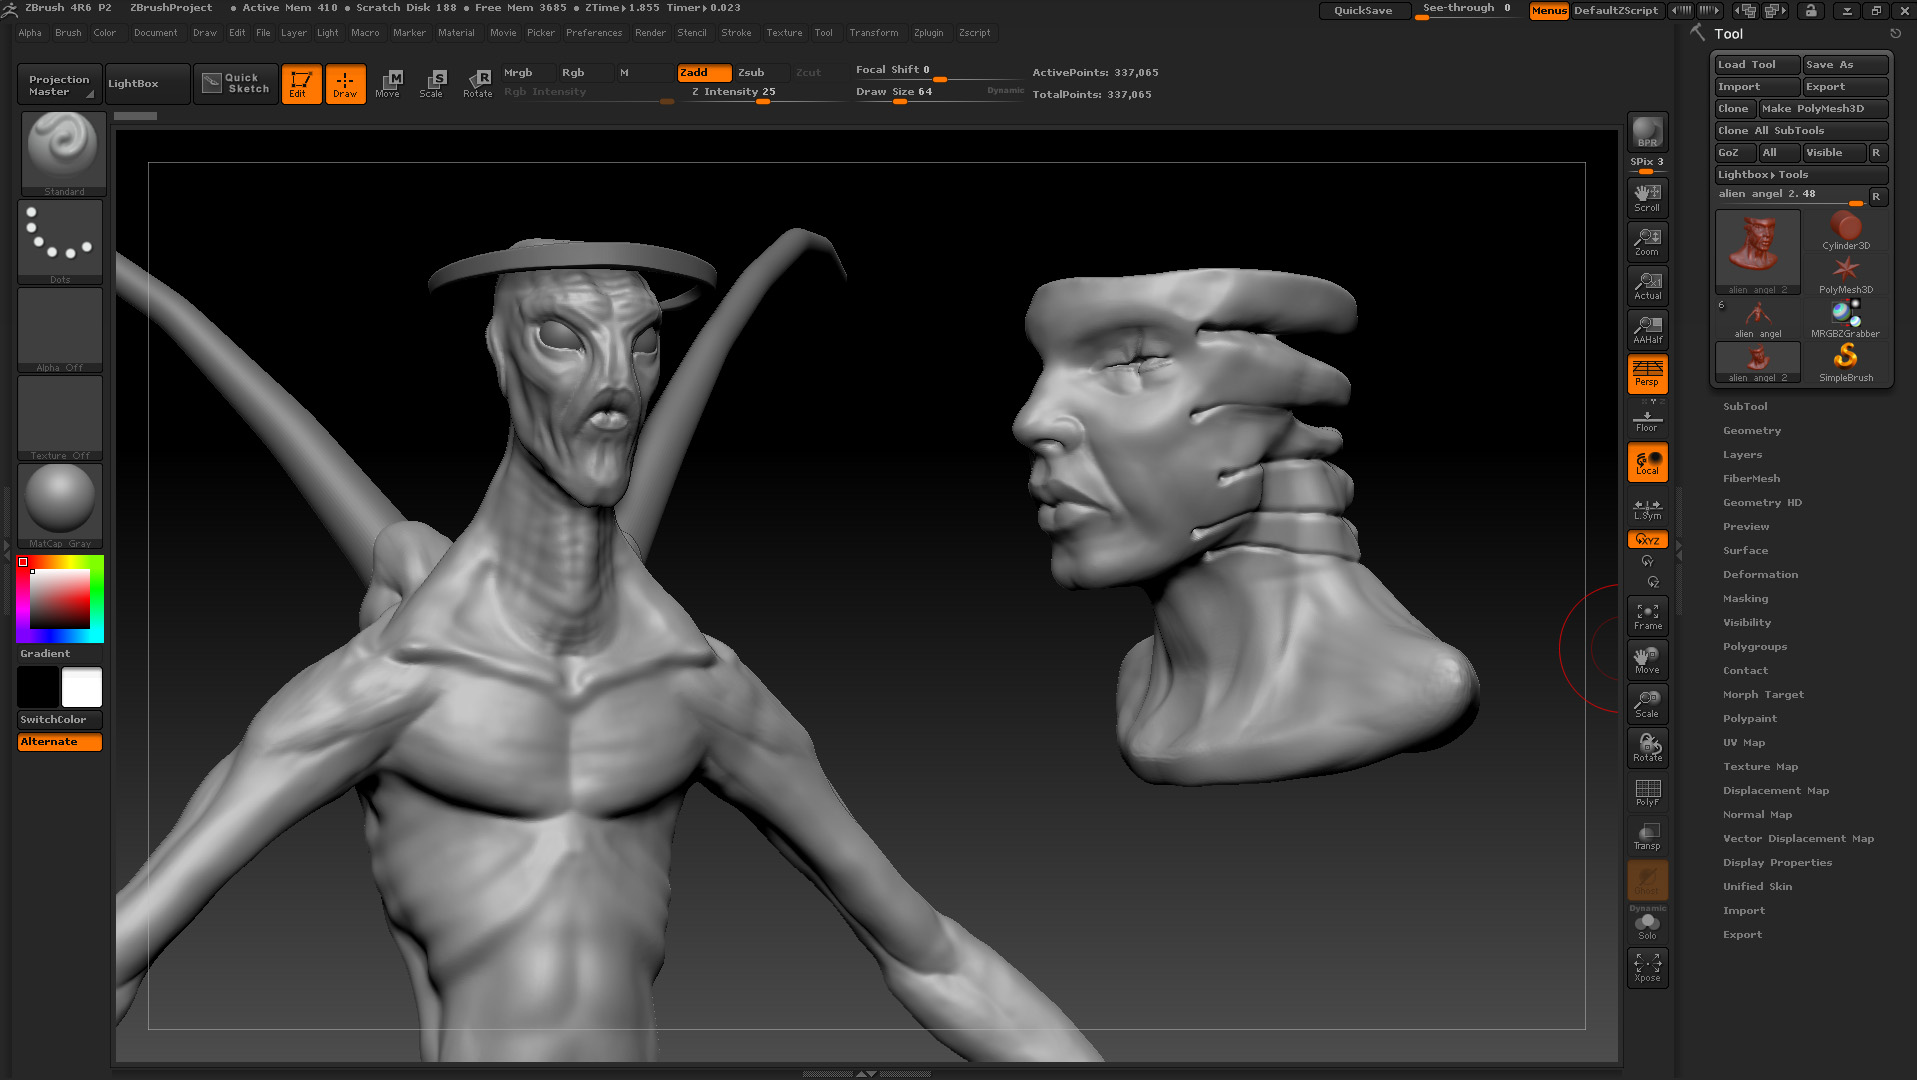 ZBrush 4R6 P2 ZBrushProject • Active Mem 410 • Scratch Disk 188 • Free Mem 3685 • ZTime▸1.855 Timer▸0.023 QuickSave See-through 0 Menus DefaultZScript
Alpha Brush Color Document Draw Edit File Layer Light Macro Marker Material Movie Picker Preferences Render Stencil Stroke Texture Tool Transform Zplugin Zscript
Projection Master
LightBox
Quick Sketch
Edit
Draw
Move
M
Scale
S
Rotate
R
Mrgb Rgb M
Rgb Intensity
Zadd Zsub Zcut
Z Intensity 25
Focal Shift 0
Draw Size 64 Dynamic
ActivePoints: 337,065
TotalPoints: 337,065
Standard
Dots
Alpha Off
Texture Off
MatCap Gray
Gradient
SwitchColor
Alternate
BPR
SPix 3
Scroll
Zoom
Actual
AAHalf
Persp
Floor
Local
L.Sym
XYZ
Y
Z
Frame
Move
Scale
Rotate
PolyF
Transp
Ghost
Dynamic
Solo
Xpose
Tool
Load Tool Save As
Import Export
Clone Make PolyMesh3D
Clone All SubTools
GoZ All Visible R
Lightbox▸Tools
alien angel 2. 48 R
alien angel 2
Cylinder3D
PolyMesh3D
6
alien angel
MRGBZGrabber
alien angel 2
SimpleBrush
SubTool
Geometry
Layers
FiberMesh
Geometry HD
Preview
Surface
Deformation
Masking
Visibility
Polygroups
Contact
Morph Target
Polypaint
UV Map
Texture Map
Displacement Map
Normal Map
Vector Displacement Map
Display Properties
Unified Skin
Import
Export